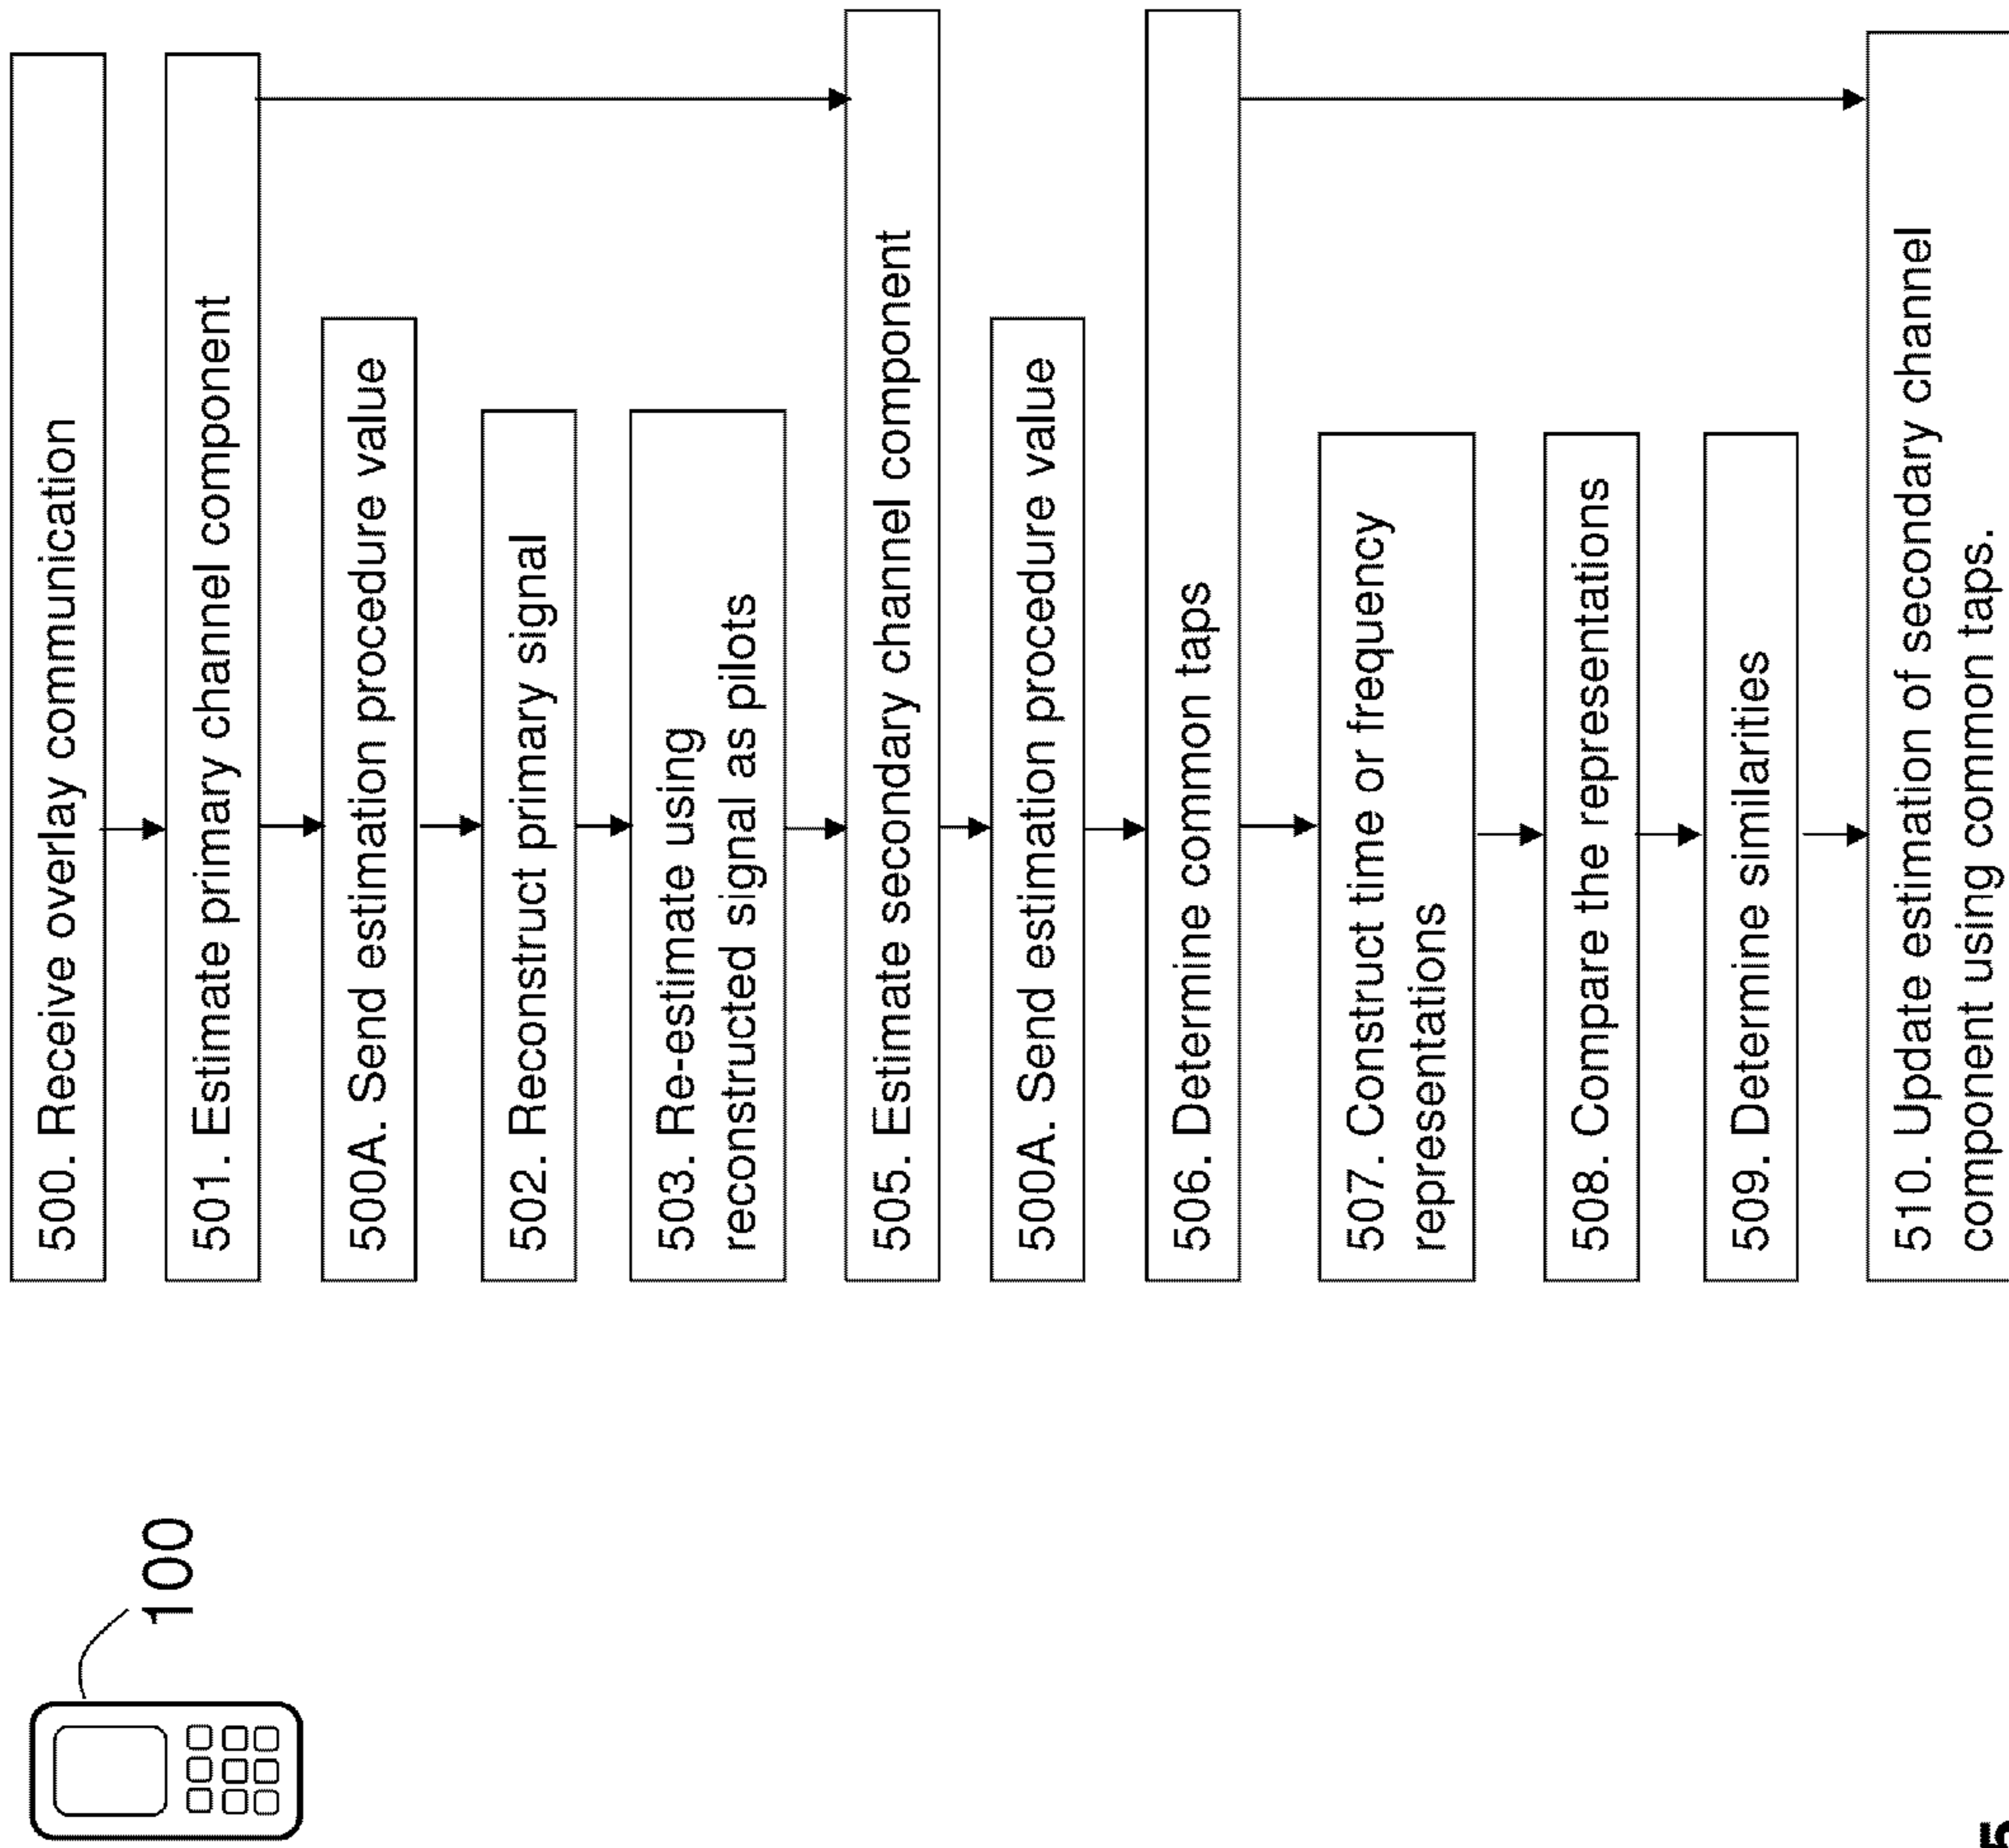 100
500. Receive overlay communication
501. Estimate primary channel component
500A. Send estimation procedure value
502. Reconstruct primary signal
503. Re-estimate using
reconstructed signal as pilots
505. Estimate secondary channel component
500A. Send estimation procedure value
506. Determine common taps
507. Construct time or frequency
representations
508. Compare the representations
509. Determine similarities
510. Update estimation of secondary channel
component using common taps.